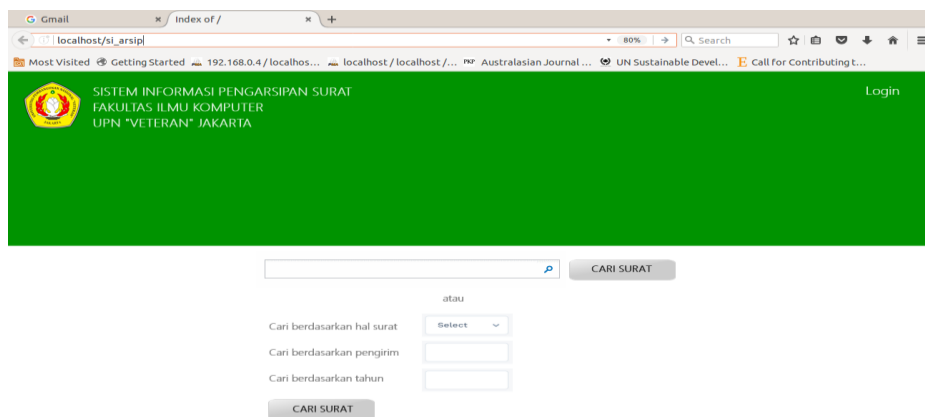 Gmail
Index of /
localhost/si_arsip
80%
Search
Most Visited
Getting Started
192.168.0.4 / localhos...
localhost / localhost /...
PKP
Australasian Journal ...
UN Sustainable Devel...
E
Call for Contributing t...
SISTEM INFORMASI PENGARSIPAN SURAT
FAKULTAS ILMU KOMPUTER
UPN "VETERAN" JAKARTA
Login
CARI SURAT
atau
Cari berdasarkan hal surat
Select
Cari berdasarkan pengirim
Cari berdasarkan tahun
CARI SURAT